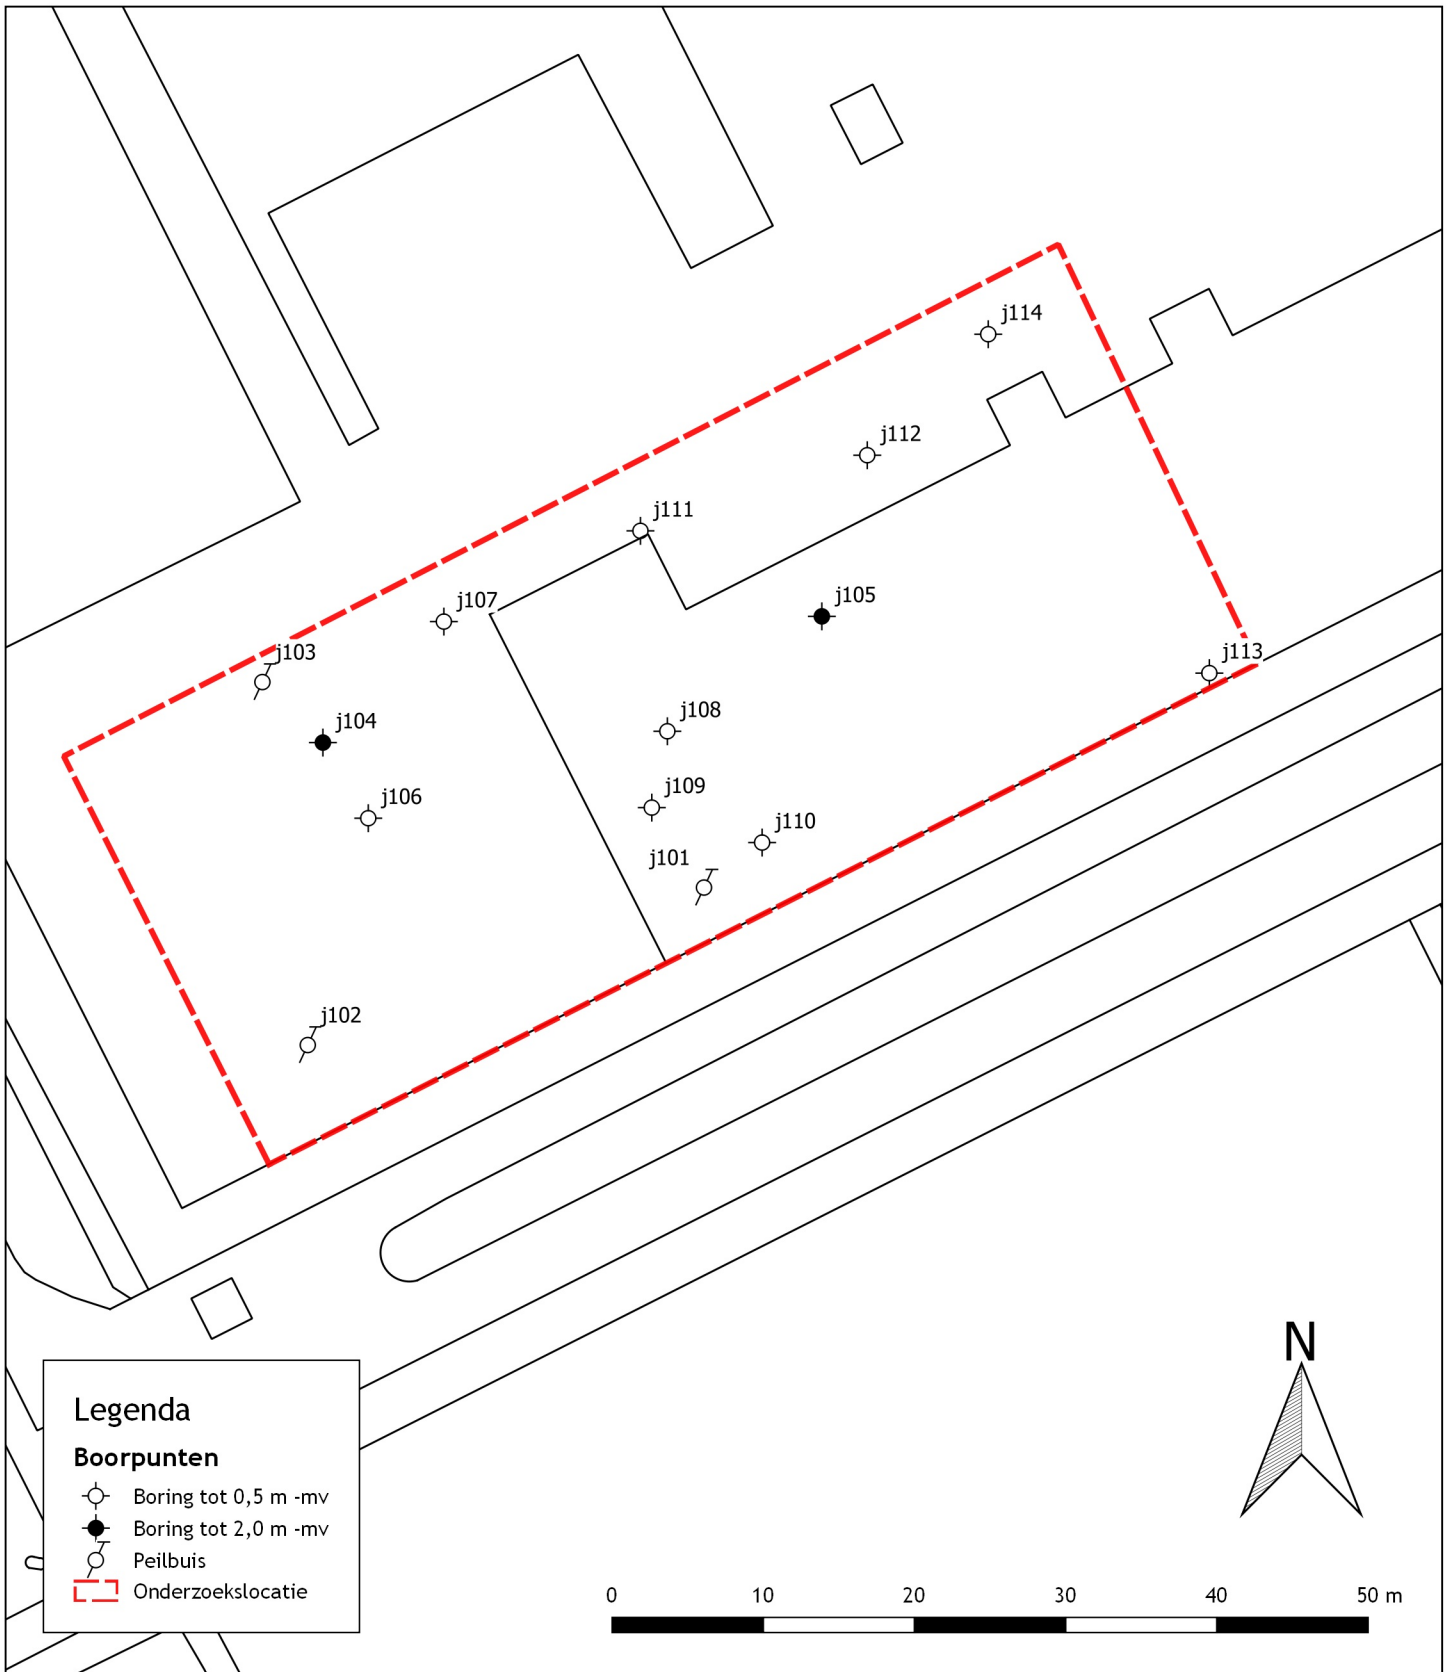 j114
j112
j111
j105
j107
j103
j113
j104
j108
j109
j106
j110
j101
j102
N
Legenda
Boorpunten
Boring tot 0,5 m -mv
Boring tot 2,0 m -mv
Peilbuis
Onderzoekslocatie
0 10 20 30 40 50 m